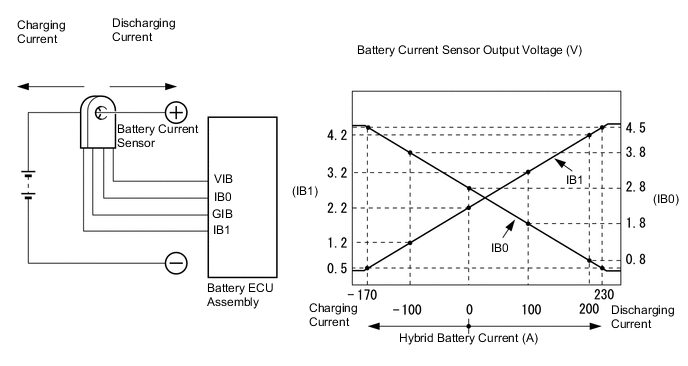 Charging
Current
Discharging
Current
+
Battery Current
Sensor
VIB
IB0
GIB
IB1
−
Battery ECU
Assembly
Battery Current Sensor Output Voltage (V)
(IB1)
4.2
3.2
2.2
1.2
0.5
4.5
3.8
2.8
1.8
0.8
(IB0)
IB1
IB0
−170
−100
0
100
200
230
Charging
Current
Discharging
Current
Hybrid Battery Current (A)